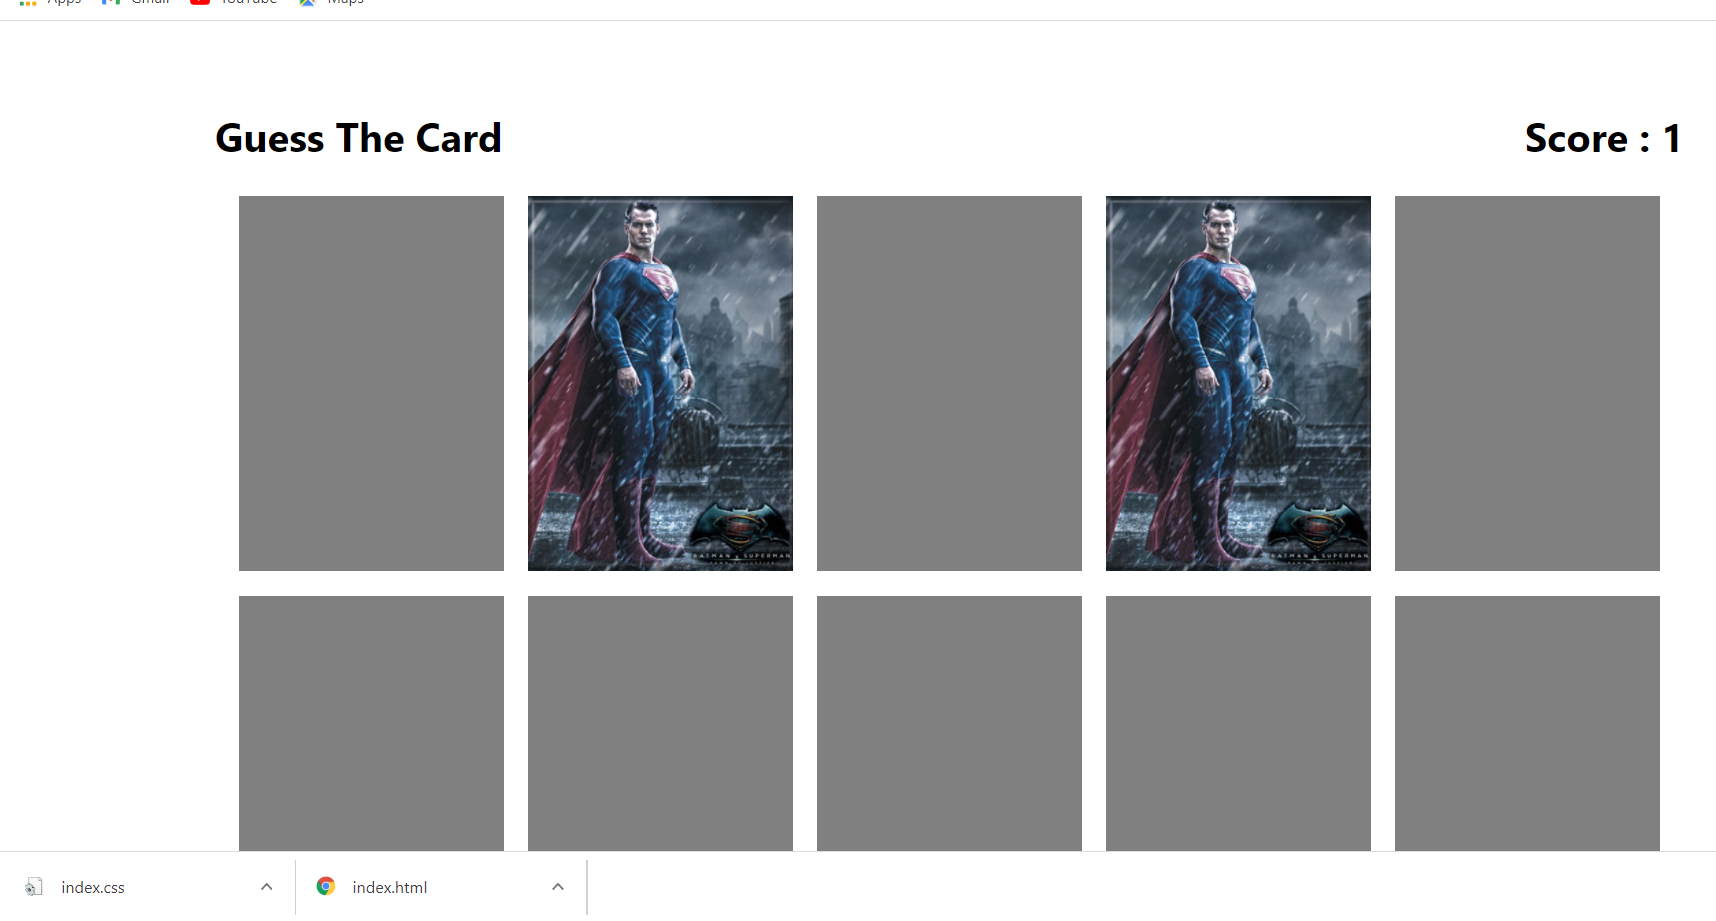 Apps Gmail YouTube Maps
Guess The Card
Score : 1
BATMAN v SUPERMAN
BATMAN v SUPERMAN
index.css
index.html